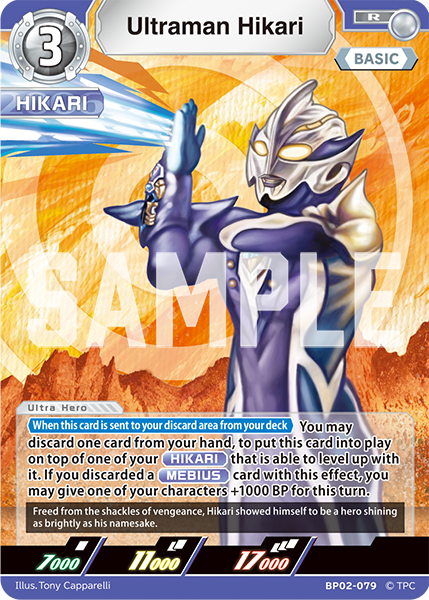 3
Ultraman Hikari
R
BASIC
HIKARI
SAMPLE
Ultra Hero
When this card is sent to your discard area from your deck You may
discard one card from your hand, to put this card into play
on top of one of your HIKARI that is able to level up with
it. If you discarded a MEBIUS card with this effect, you
may give one of your characters +1000 BP for this turn.
Freed from the shackles of vengeance, Hikari showed himself to be a hero shining
as brightly as his namesake.
7000 11000 17000
Illus. Tony Capparelli BP02-079 © TPC